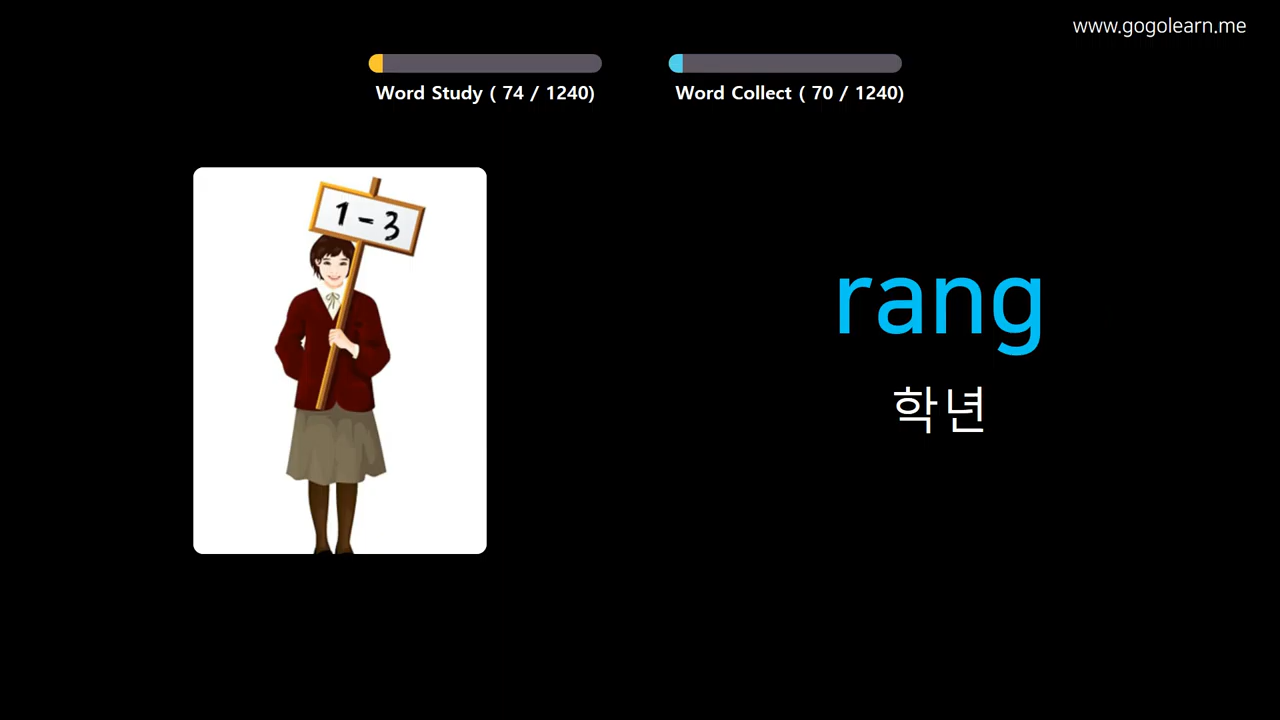 www.gogolearn.me
Word Study ( 74 / 1240)
Word Collect ( 70 / 1240)
1 - 3
rang
학년